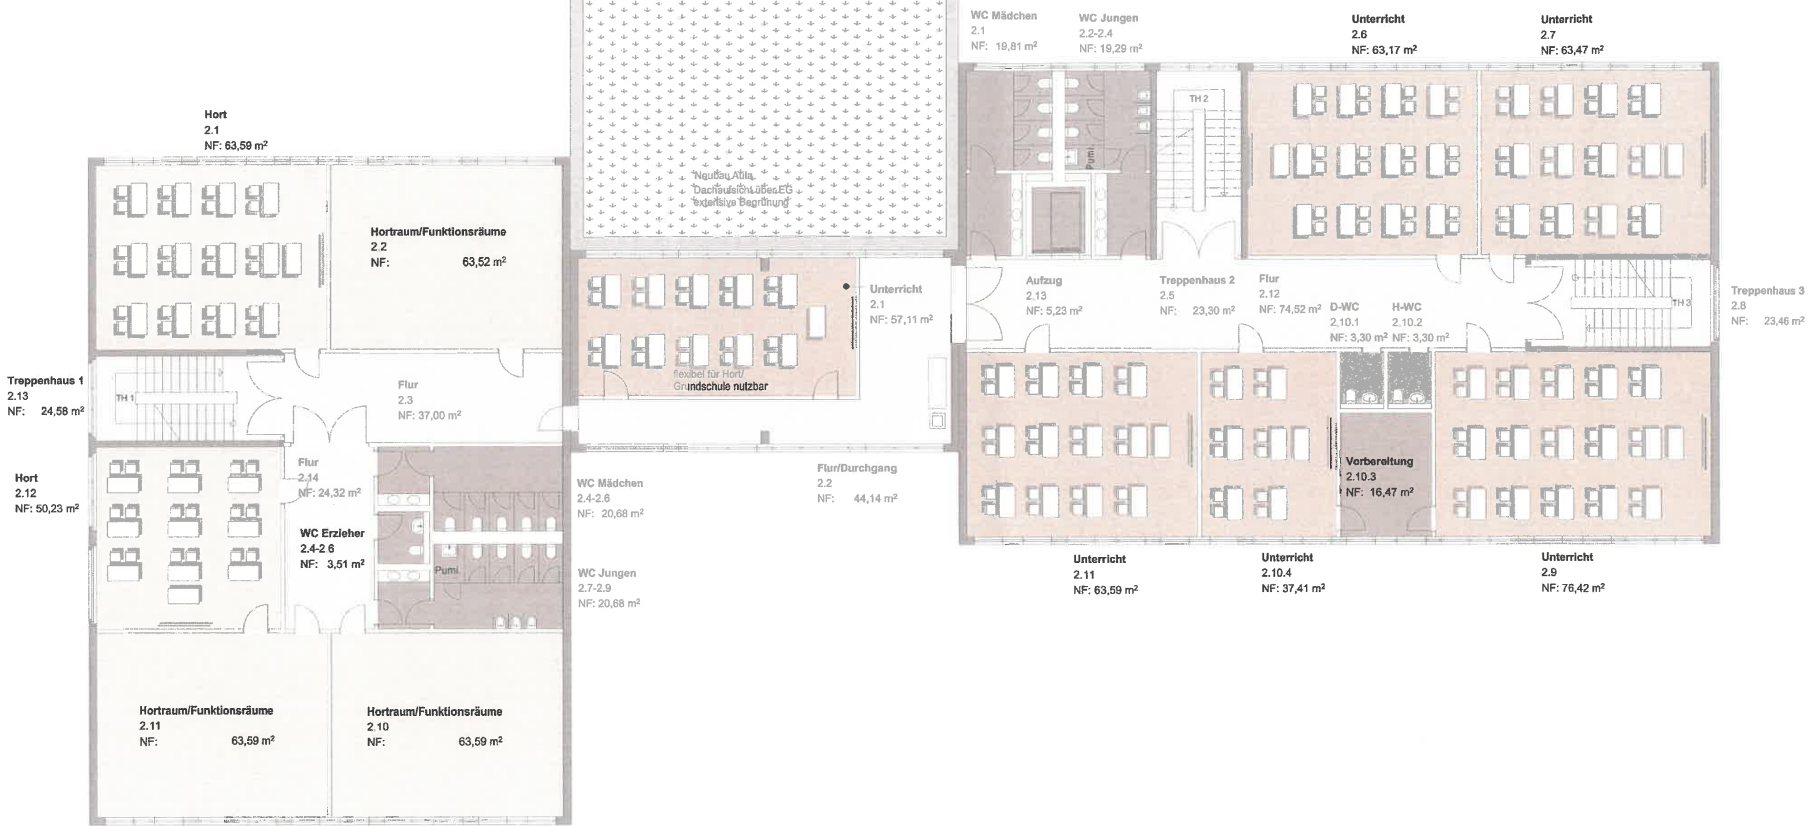 WC Mädchen
2.1
NF: 19,81 m²
WC Jungen
2.2-2.4
NF: 19,29 m²
Unterricht
2.6
NF: 63,17 m²
Unterricht
2.7
NF: 63,47 m²
Hort
2.1
NF: 63,59 m²
TH 2
Pumi.
Neubau Aula
Dachaufsicht über EG
extensive Begrünung
Hortraum/Funktionsräume
2.2
NF: 63,52 m²
Unterricht
2.1
NF: 57,11 m²
Aufzug
2.13
NF: 5,23 m²
Treppenhaus 2
2.5
NF: 23,30 m²
Flur
2.12
NF: 74,52 m²
D-WC
2,10.1
NF: 3,30 m²
H-WC
2,10.2
NF: 3,30 m²
TH 3
Treppenhaus 3
2.8
NF: 23,46 m²
flexibel für Hort/
Grundschule nutzbar
Treppenhaus 1
2.13
NF: 24,58 m²
TH 1
Flur
2.3
NF: 37,00 m²
Hort
2.12
NF: 50,23 m²
Flur
2.14
NF: 24,32 m²
WC Mädchen
2.4-2.6
NF: 20,68 m²
Flur/Durchgang
2.2
NF: 44,14 m²
Vorbereitung
2.10.3
NF: 16,47 m²
WC Erzieher
2.4-2 6
NF: 3,51 m²
Pumi.
WC Jungen
2.7-2.9
NF: 20,68 m²
Unterricht
2.11
NF: 63,59 m²
Unterricht
2.10.4
NF: 37,41 m²
Unterricht
2.9
NF: 76,42 m²
Hortraum/Funktionsräume
2.11
NF: 63,59 m²
Hortraum/Funktionsräume
2.10
NF: 63,59 m²